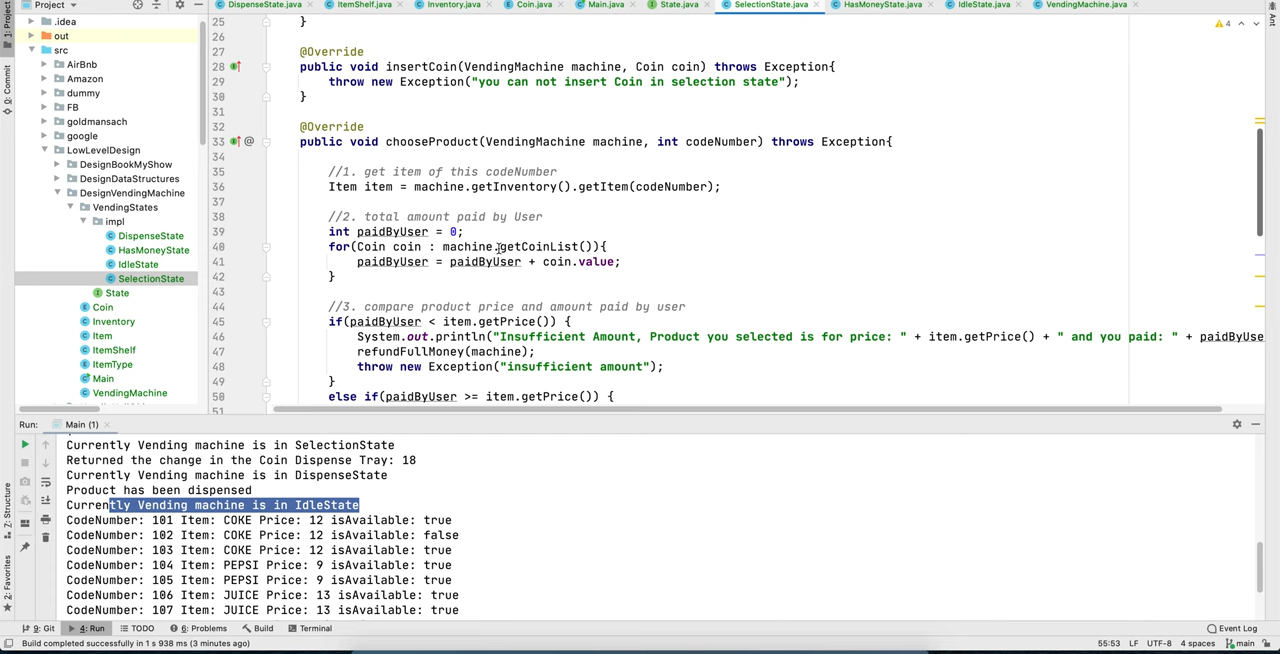 Project
DispenseState.java
ItemShelf.java
Inventory.java
Coin.java
Main.java
State.java
SelectionState.java
HasMoneyState.java
IdleState.java
VendingMachine.java
1: Project
Commit
Z: Structure
2: Favorites
Ant
.idea
out
src
AirBnb
Amazon
dummy
FB
goldmansach
google
LowLevelDesign
DesignBookMyShow
DesignDataStructures
DesignVendingMachine
VendingStates
impl
DispenseState
HasMoneyState
IdleState
SelectionState
State
Coin
Inventory
Item
ItemShelf
ItemType
Main
VendingMachine
4
25 }
26
27 @Override
28 public void insertCoin(VendingMachine machine, Coin coin) throws Exception{
29 throw new Exception("you can not insert Coin in selection state");
30 }
31
32 @Override
33 @ public void chooseProduct(VendingMachine machine, int codeNumber) throws Exception{
34
35 //1. get item of this codeNumber
36 Item item = machine.getInventory().getItem(codeNumber);
37
38 //2. total amount paid by User
39 int paidByUser = 0;
40 for(Coin coin : machine.getCoinList()){
41 paidByUser = paidByUser + coin.value;
42 }
43
44 //3. compare product price and amount paid by user
45 if(paidByUser < item.getPrice()) {
46 System.out.println("Insufficient Amount, Product you selected is for price: " + item.getPrice() + " and you paid: " + paidByUse
47 refundFullMoney(machine);
48 throw new Exception("insufficient amount");
49 }
50 else if(paidByUser >= item.getPrice()) {
51
Run: Main (1)
Currently Vending machine is in SelectionState
Returned the change in the Coin Dispense Tray: 18
Currently Vending machine is in DispenseState
Product has been dispensed
Currently Vending machine is in IdleState
CodeNumber: 101 Item: COKE Price: 12 isAvailable: true
CodeNumber: 102 Item: COKE Price: 12 isAvailable: false
CodeNumber: 103 Item: COKE Price: 12 isAvailable: true
CodeNumber: 104 Item: PEPSI Price: 9 isAvailable: true
CodeNumber: 105 Item: PEPSI Price: 9 isAvailable: true
CodeNumber: 106 Item: JUICE Price: 13 isAvailable: true
CodeNumber: 107 Item: JUICE Price: 13 isAvailable: true
9: Git 4: Run TODO 6: Problems Build Terminal Event Log
Build completed successfully in 1 s 938 ms (3 minutes ago) 55:53 LF UTF-8 4 spaces main